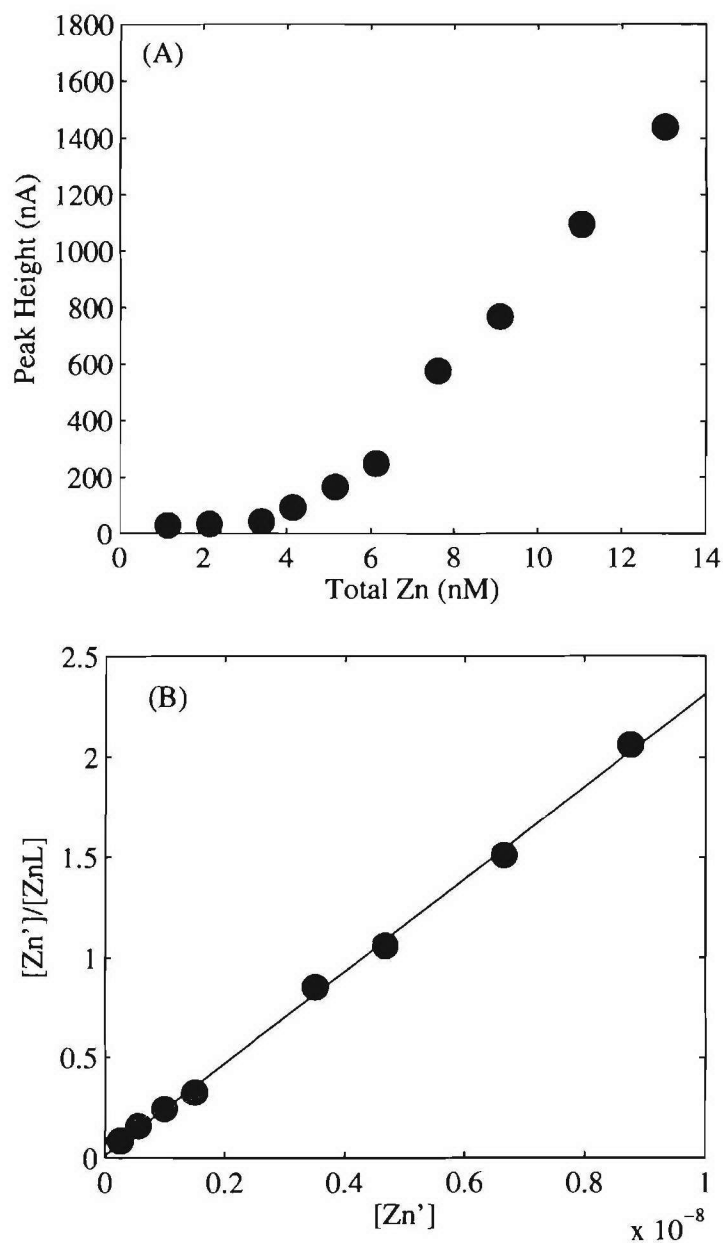 (A)
1800
1600
1400
1200
1000
800
600
400
200
0
Peak Height (nA)
0 2 4 6 8 10 12 14
Total Zn (nM)
(B)
2.5
2
1.5
1
0.5
0
[Zn']/[ZnL]
0 0.2 0.4 0.6 0.8 1
[Zn']
x 10⁻⁸